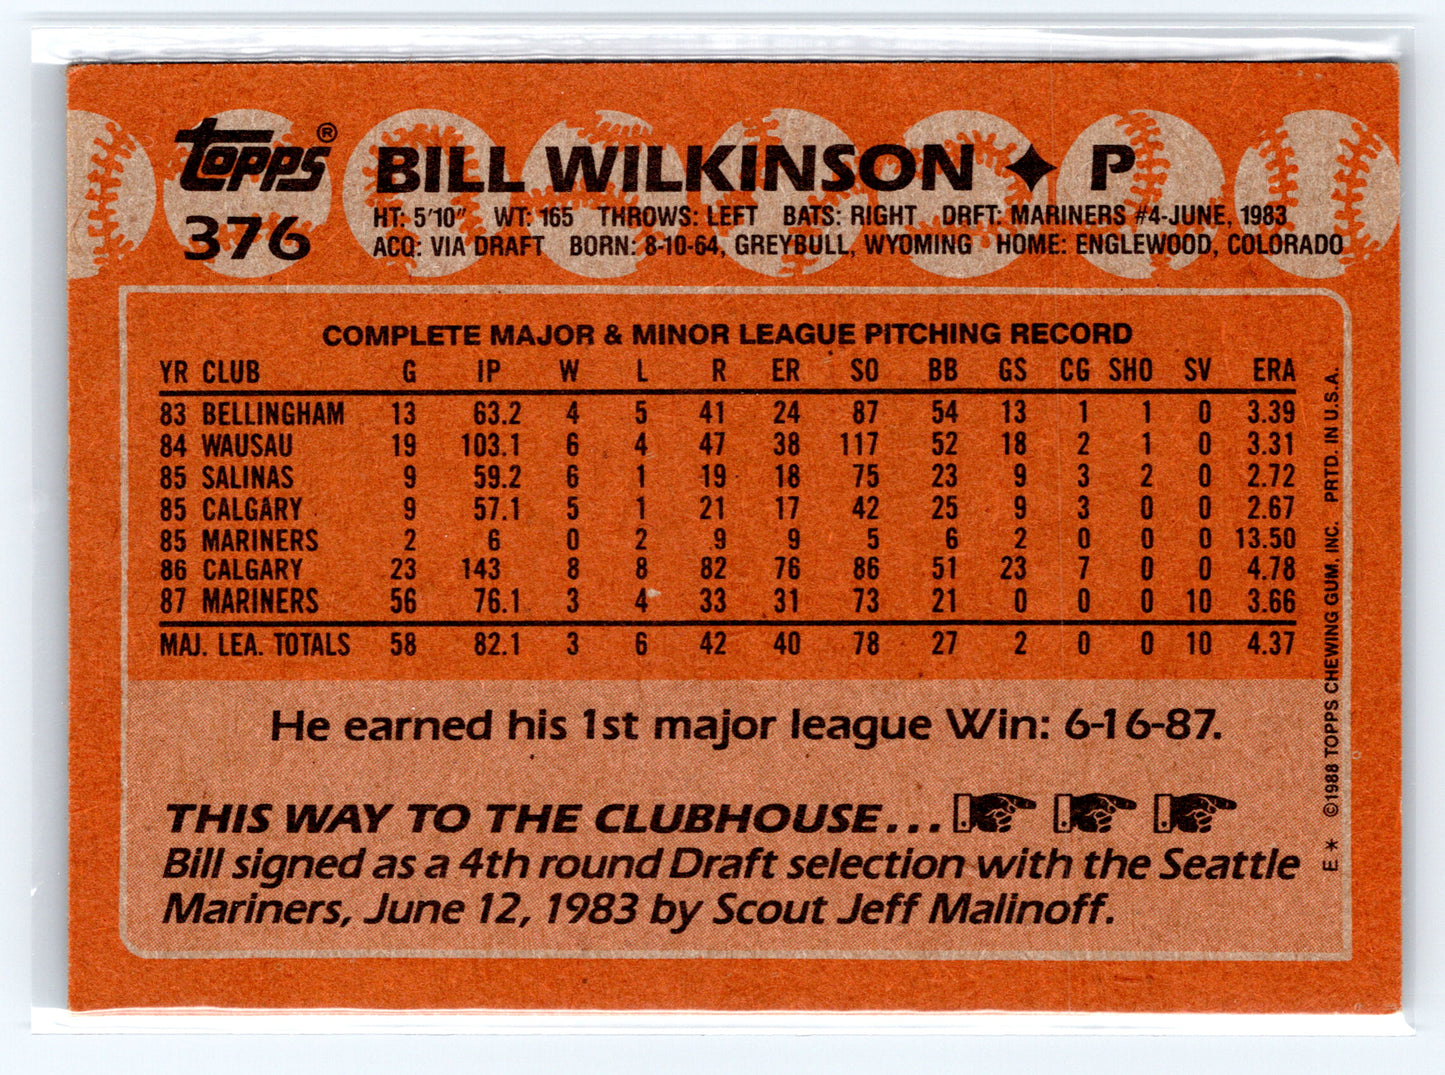 topps® BILL WILKINSON ✦ P
376
HT: 5'10" WT: 165 THROWS: LEFT BATS: RIGHT DRFT: MARINERS #4-JUNE, 1983
ACQ: VIA DRAFT BORN: 8-10-64, GREYBULL, WYOMING HOME: ENGLEWOOD, COLORADO
COMPLETE MAJOR & MINOR LEAGUE PITCHING RECORD
YR CLUB G IP W L R ER SO BB GS CG SHO SV ERA
83 BELLINGHAM 13 63.2 4 5 41 24 87 54 13 1 1 0 3.39
84 WAUSAU 19 103.1 6 4 47 38 117 52 18 2 1 0 3.31
85 SALINAS 9 59.2 6 1 19 18 75 23 9 3 2 0 2.72
85 CALGARY 9 57.1 5 1 21 17 42 25 9 3 0 0 2.67
85 MARINERS 2 6 0 2 9 9 5 6 2 0 0 0 13.50
86 CALGARY 23 143 8 8 82 76 86 51 23 7 0 0 4.78
87 MARINERS 56 76.1 3 4 33 31 73 21 0 0 0 10 3.66
MAJ. LEA. TOTALS 58 82.1 3 6 42 40 78 27 2 0 0 10 4.37
He earned his 1st major league Win: 6-16-87.
THIS WAY TO THE CLUBHOUSE...
Bill signed as a 4th round Draft selection with the Seattle
Mariners, June 12, 1983 by Scout Jeff Malinoff.
E* ©1988 TOPPS CHEWING GUM, INC. PRTD. IN U.S.A.